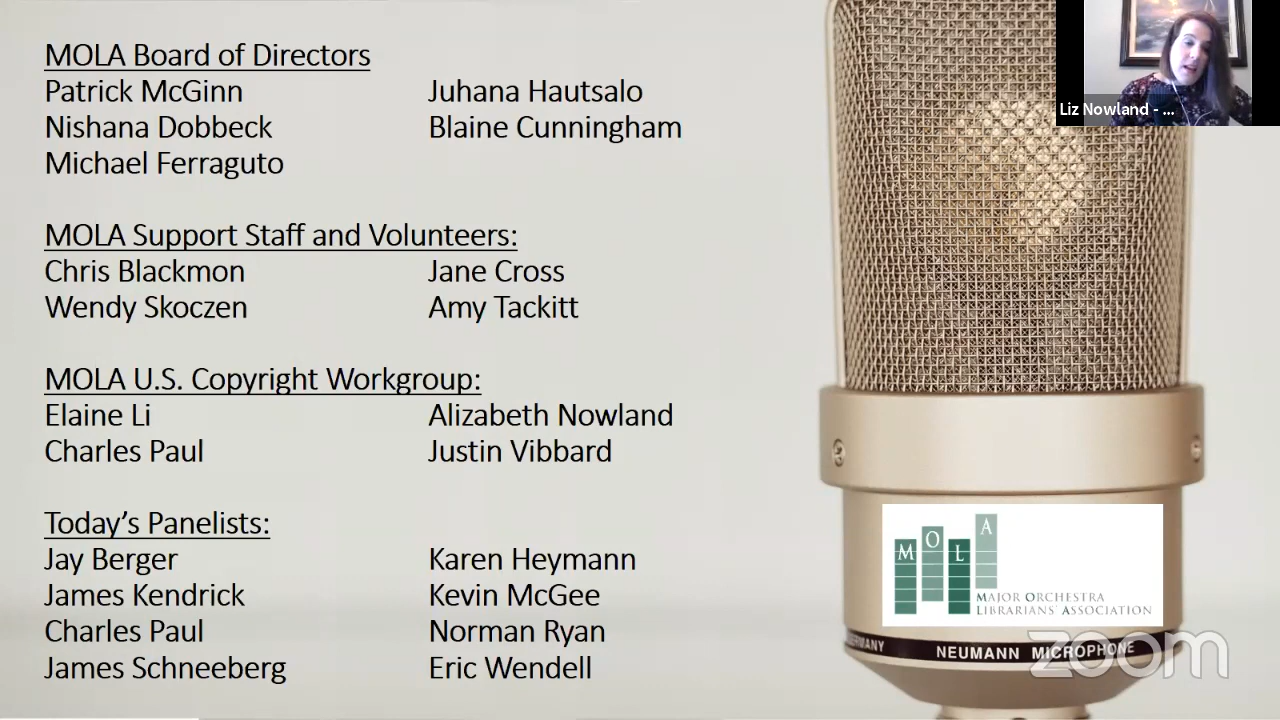 MOLA Board of Directors
Patrick McGinn Juhana Hautsalo
Nishana Dobbeck Blaine Cunningham
Michael Ferraguto
MOLA Support Staff and Volunteers:
Chris Blackmon Jane Cross
Wendy Skoczen Amy Tackitt
MOLA U.S. Copyright Workgroup:
Elaine Li Alizabeth Nowland
Charles Paul Justin Vibbard
Today’s Panelists:
Jay Berger Karen Heymann
James Kendrick Kevin McGee
Charles Paul Norman Ryan
James Schneeberg Eric Wendell
Liz Nowland - ...
MOLA
MAJOR ORCHESTRA
LIBRARIANS' ASSOCIATION
NEUMANN MICROPHONE
zoom